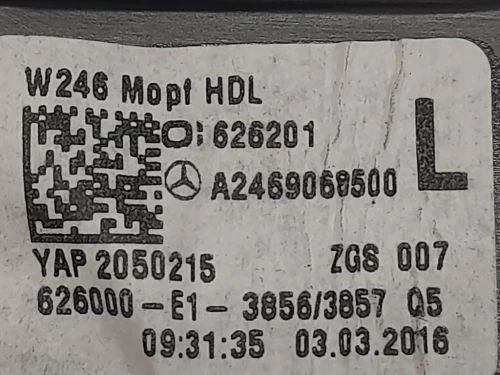 W246 Mopf HDL
O: 626201
A2469068500
L
YAP 2050215 ZGS 007
626000-E1-3856/3857 Q5
09:31:35 03.03.2016